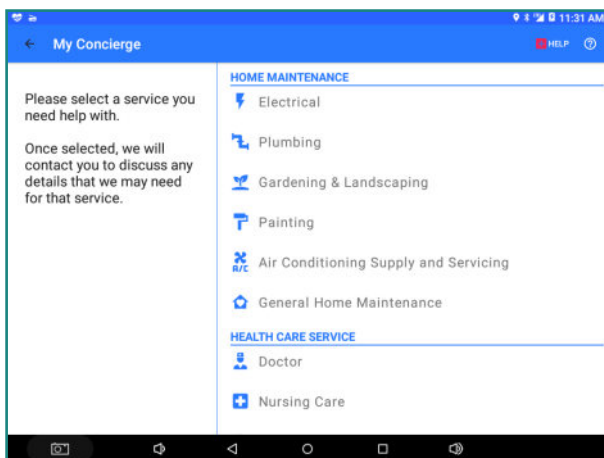 11:31 AM
My Concierge
HELP
Please select a service you
need help with.
Once selected, we will
contact you to discuss any
details that we may need
for that service.
HOME MAINTENANCE
Electrical
Plumbing
Gardening & Landscaping
Painting
A/C
Air Conditioning Supply and Servicing
General Home Maintenance
HEALTH CARE SERVICE
Doctor
Nursing Care